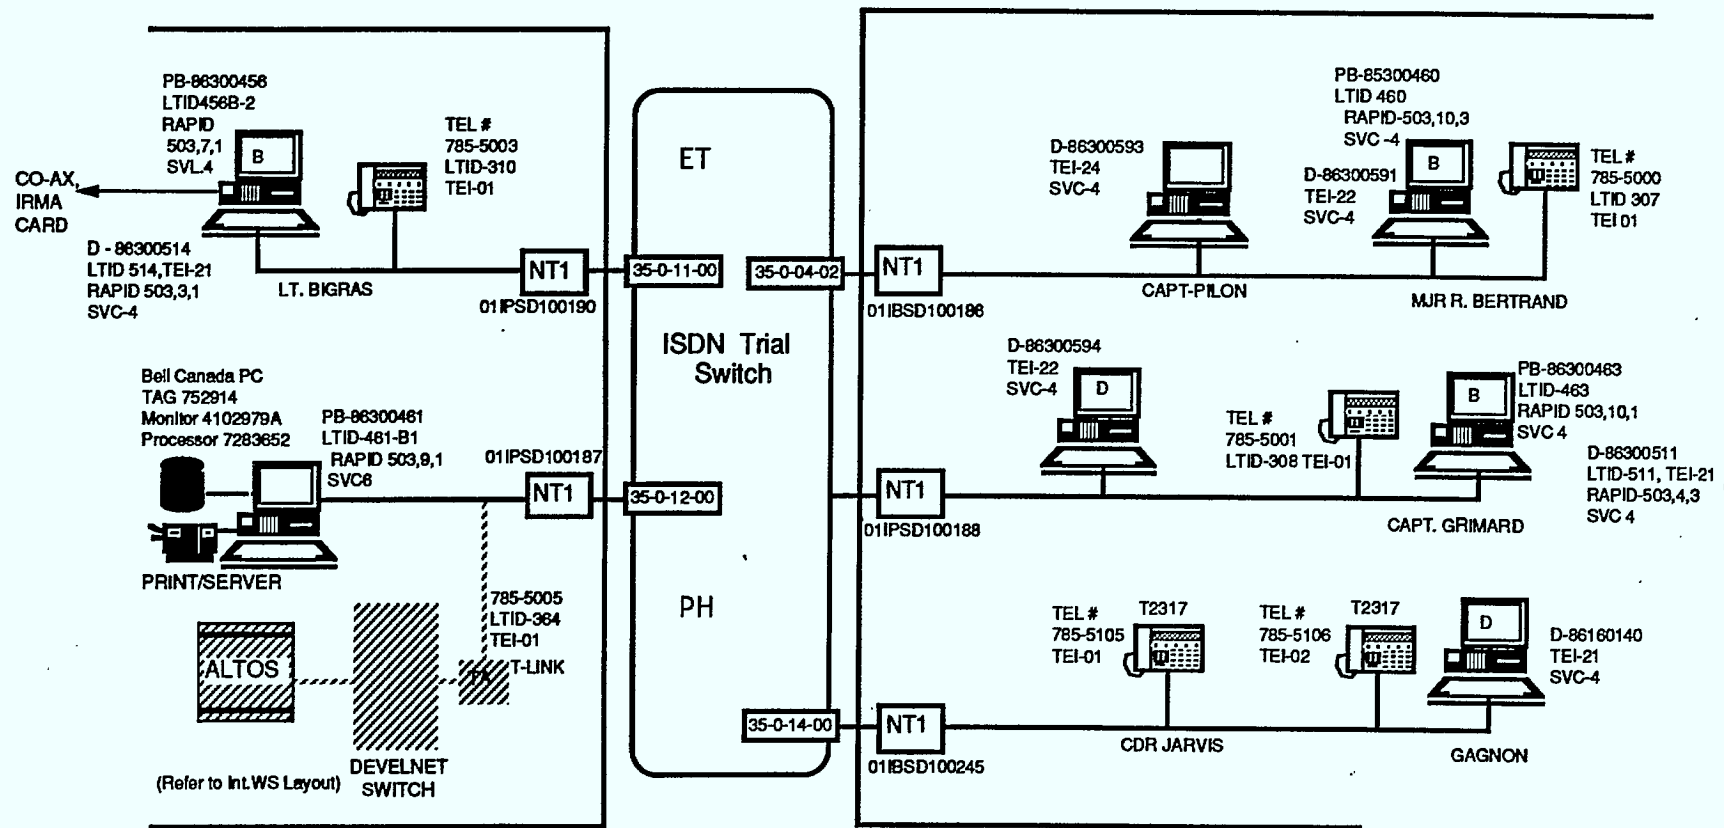 PB-86300456
LTID456B-2
RAPID
503,7,1
SVL.4
B
TEL #
785-5003
LTID-310
TEI-01
CO-AX,
IRMA
CARD
D - 86300514
LTID 514,TEI-21
RAPID 503,3,1
SVC-4
LT. BIGRAS
NT1
01IPSD100190
35-0-11-00
Bell Canada PC
TAG 752914
Monitor 4102979A
Processor 7283652
PB-86300461
LTID-461-B1
RAPID 503,9,1
SVC6
01IPSD100187
NT1
35-0-12-00
PRINT/SERVER
785-5005
LTID-364
TEI-01
T-LINK
TA
ALTOS
DEVELNET
SWITCH
(Refer to Int.WS Layout)
ET
ISDN Trial
Switch
PH
35-0-04-02
NT1
01IBSD100186
D-86300593
TEI-24
SVC-4
CAPT-PILON
PB-85300460
LTID 460
RAPID-503,10,3
SVC -4
B
D-86300591
TEI-22
SVC-4
TEL #
785-5000
LTID 307
TEI 01
MJR R. BERTRAND
D-86300594
TEI-22
SVC-4
D
NT1
01IPSD100188
TEL #
785-5001
LTID-308 TEI-01
B
PB-86300463
LTID-463
RAPID 503,10,1
SVC 4
D-86300511
LTID-511, TEI-21
RAPID-503,4,3
SVC 4
CAPT. GRIMARD
35-0-14-00
NT1
01IBSD100245
TEL #
785-5105
TEI-01
T2317
CDR JARVIS
TEL #
785-5106
TEI-02
T2317
D
D-86160140
TEI-21
SVC-4
GAGNON